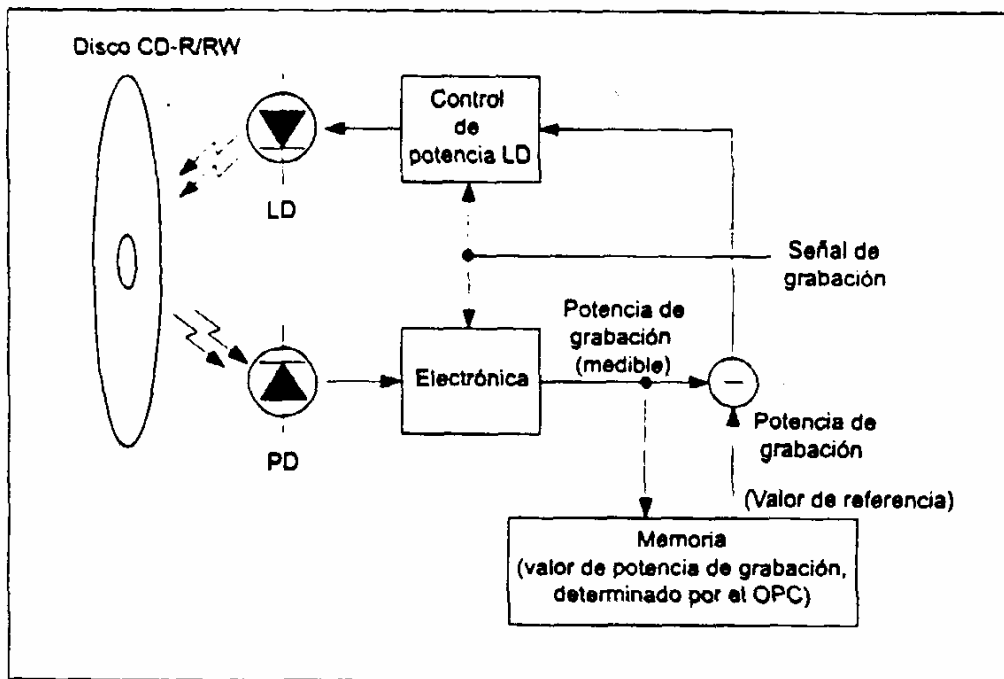 Disco CD-R/RW
Control
de
potencia LD
LD
Señal de
grabación
Potencia de
grabación
(medible)
Electrónica
PD
Potencia de
grabación
(Valor de referencia)
Memoria
(valor de potencia de grabación,
determinado por el OPC)